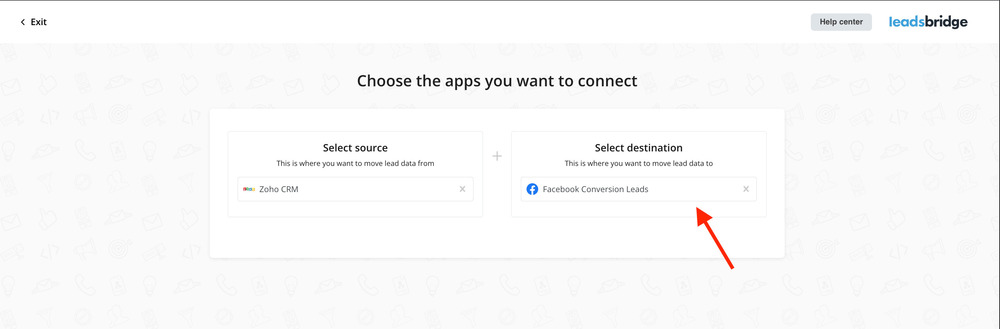 Exit
Help center
leadsbridge
Choose the apps you want to connect
Select source
This is where you want to move lead data from
Zoho CRM
Select destination
This is where you want to move lead data to
Facebook Conversion Leads